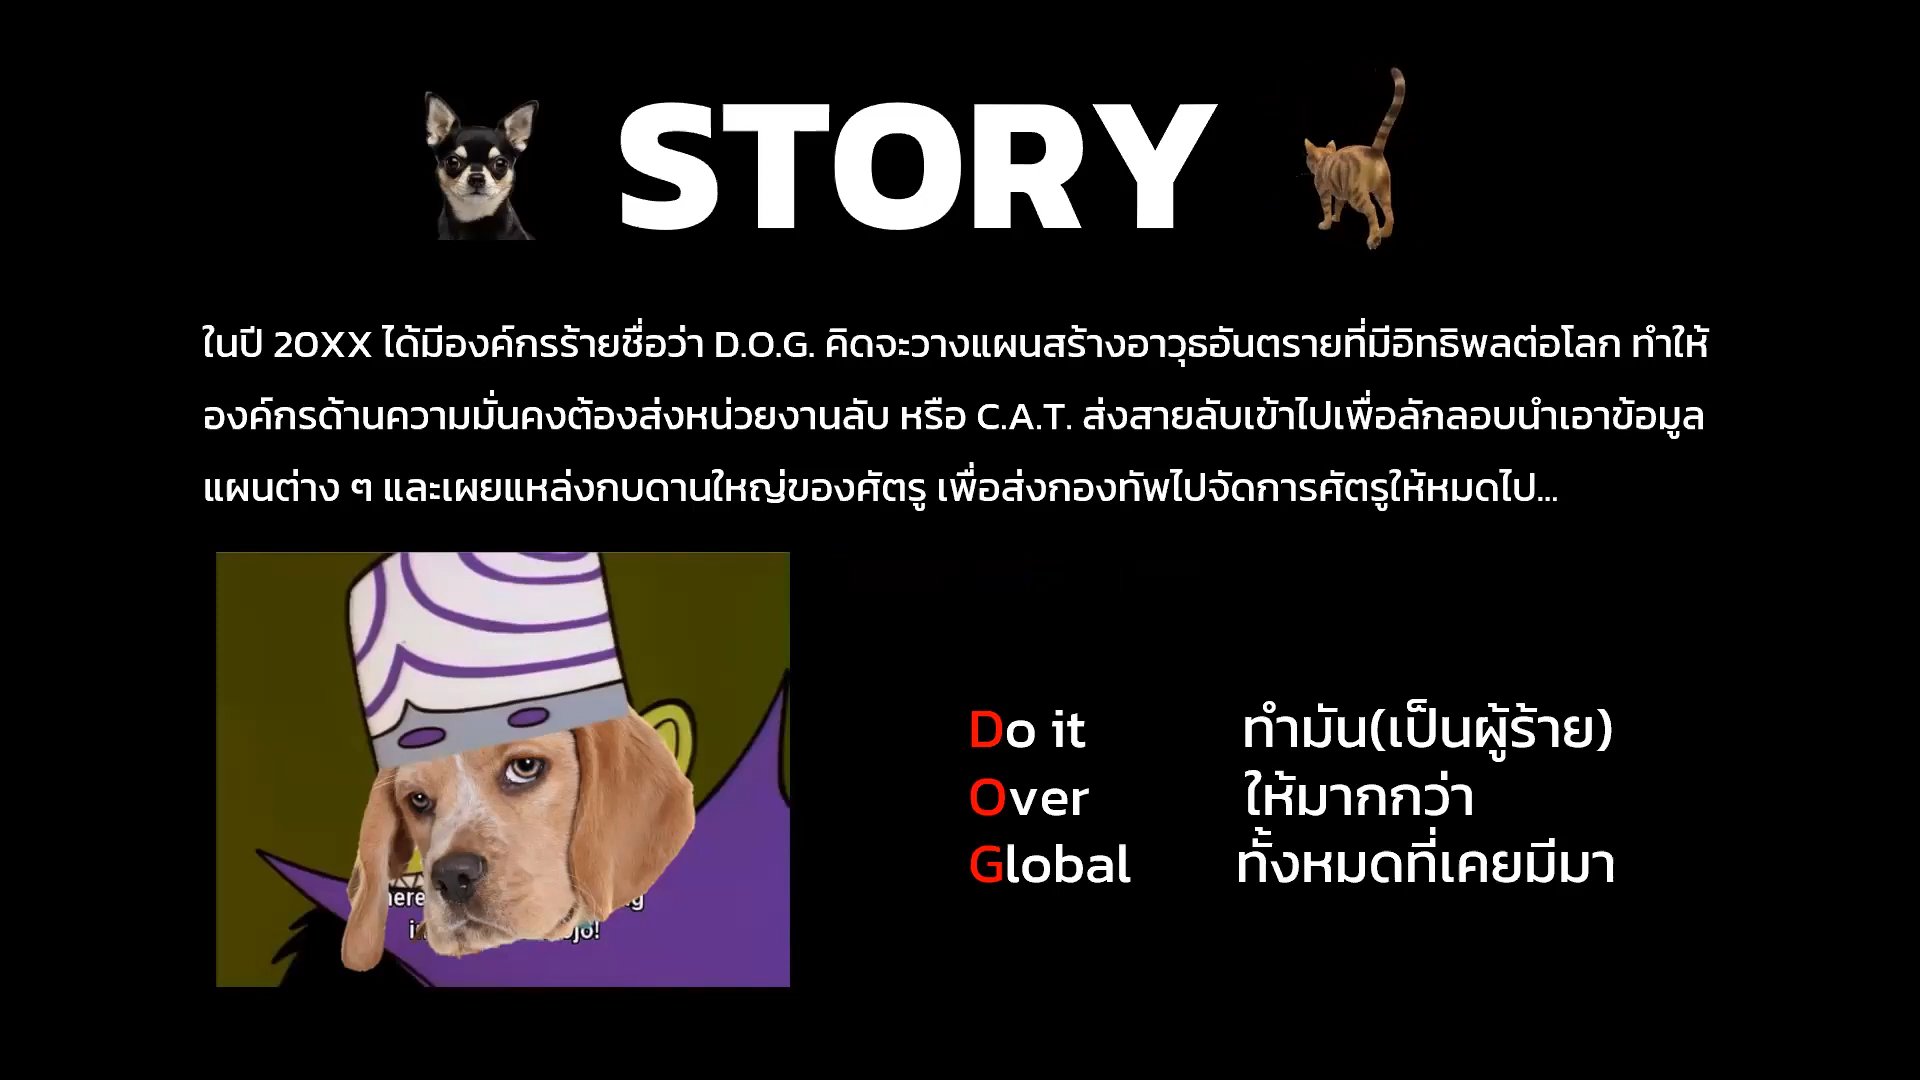 STORY
ในปี 20XX ได้มีองค์กรร้ายชื่อว่า D.O.G. คิดจะวางแผนสร้างอาวุธอันตรายที่มีอิทธิพลต่อโลก ทำให้
องค์กรด้านความมั่นคงต้องส่งหน่วยงานลับ หรือ C.A.T. ส่งสายลับเข้าไปเพื่อลักลอบนำเอาข้อมูล
แผนต่าง ๆ และเผยแหล่งกบดานใหญ่ของศัตรู เพื่อส่งกองทัพไปจัดการศัตรูให้หมดไป...
Do it ทำมัน(เป็นผู้ร้าย)
Over ให้มากกว่า
Global ทั้งหมดที่เคยมีมา